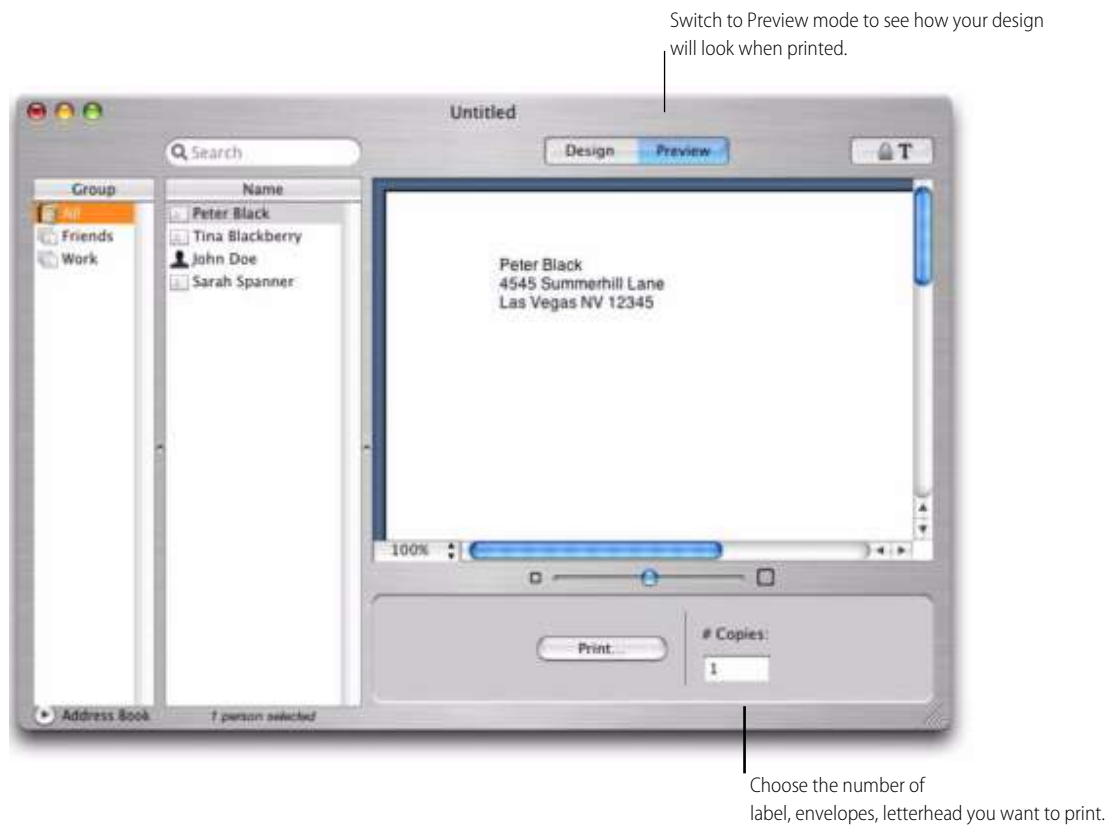 Switch to Preview mode to see how your design
will look when printed.
Untitled
Search
Design
Preview
T
Group
All
Friends
Work
Name
Peter Black
Tina Blackberry
John Doe
Sarah Spanner
Peter Black
4545 Summerhill Lane
Las Vegas NV 12345
100%
Print...
# Copies:
1
Address Book
1 person selected
Choose the number of
label, envelopes, letterhead you want to print.